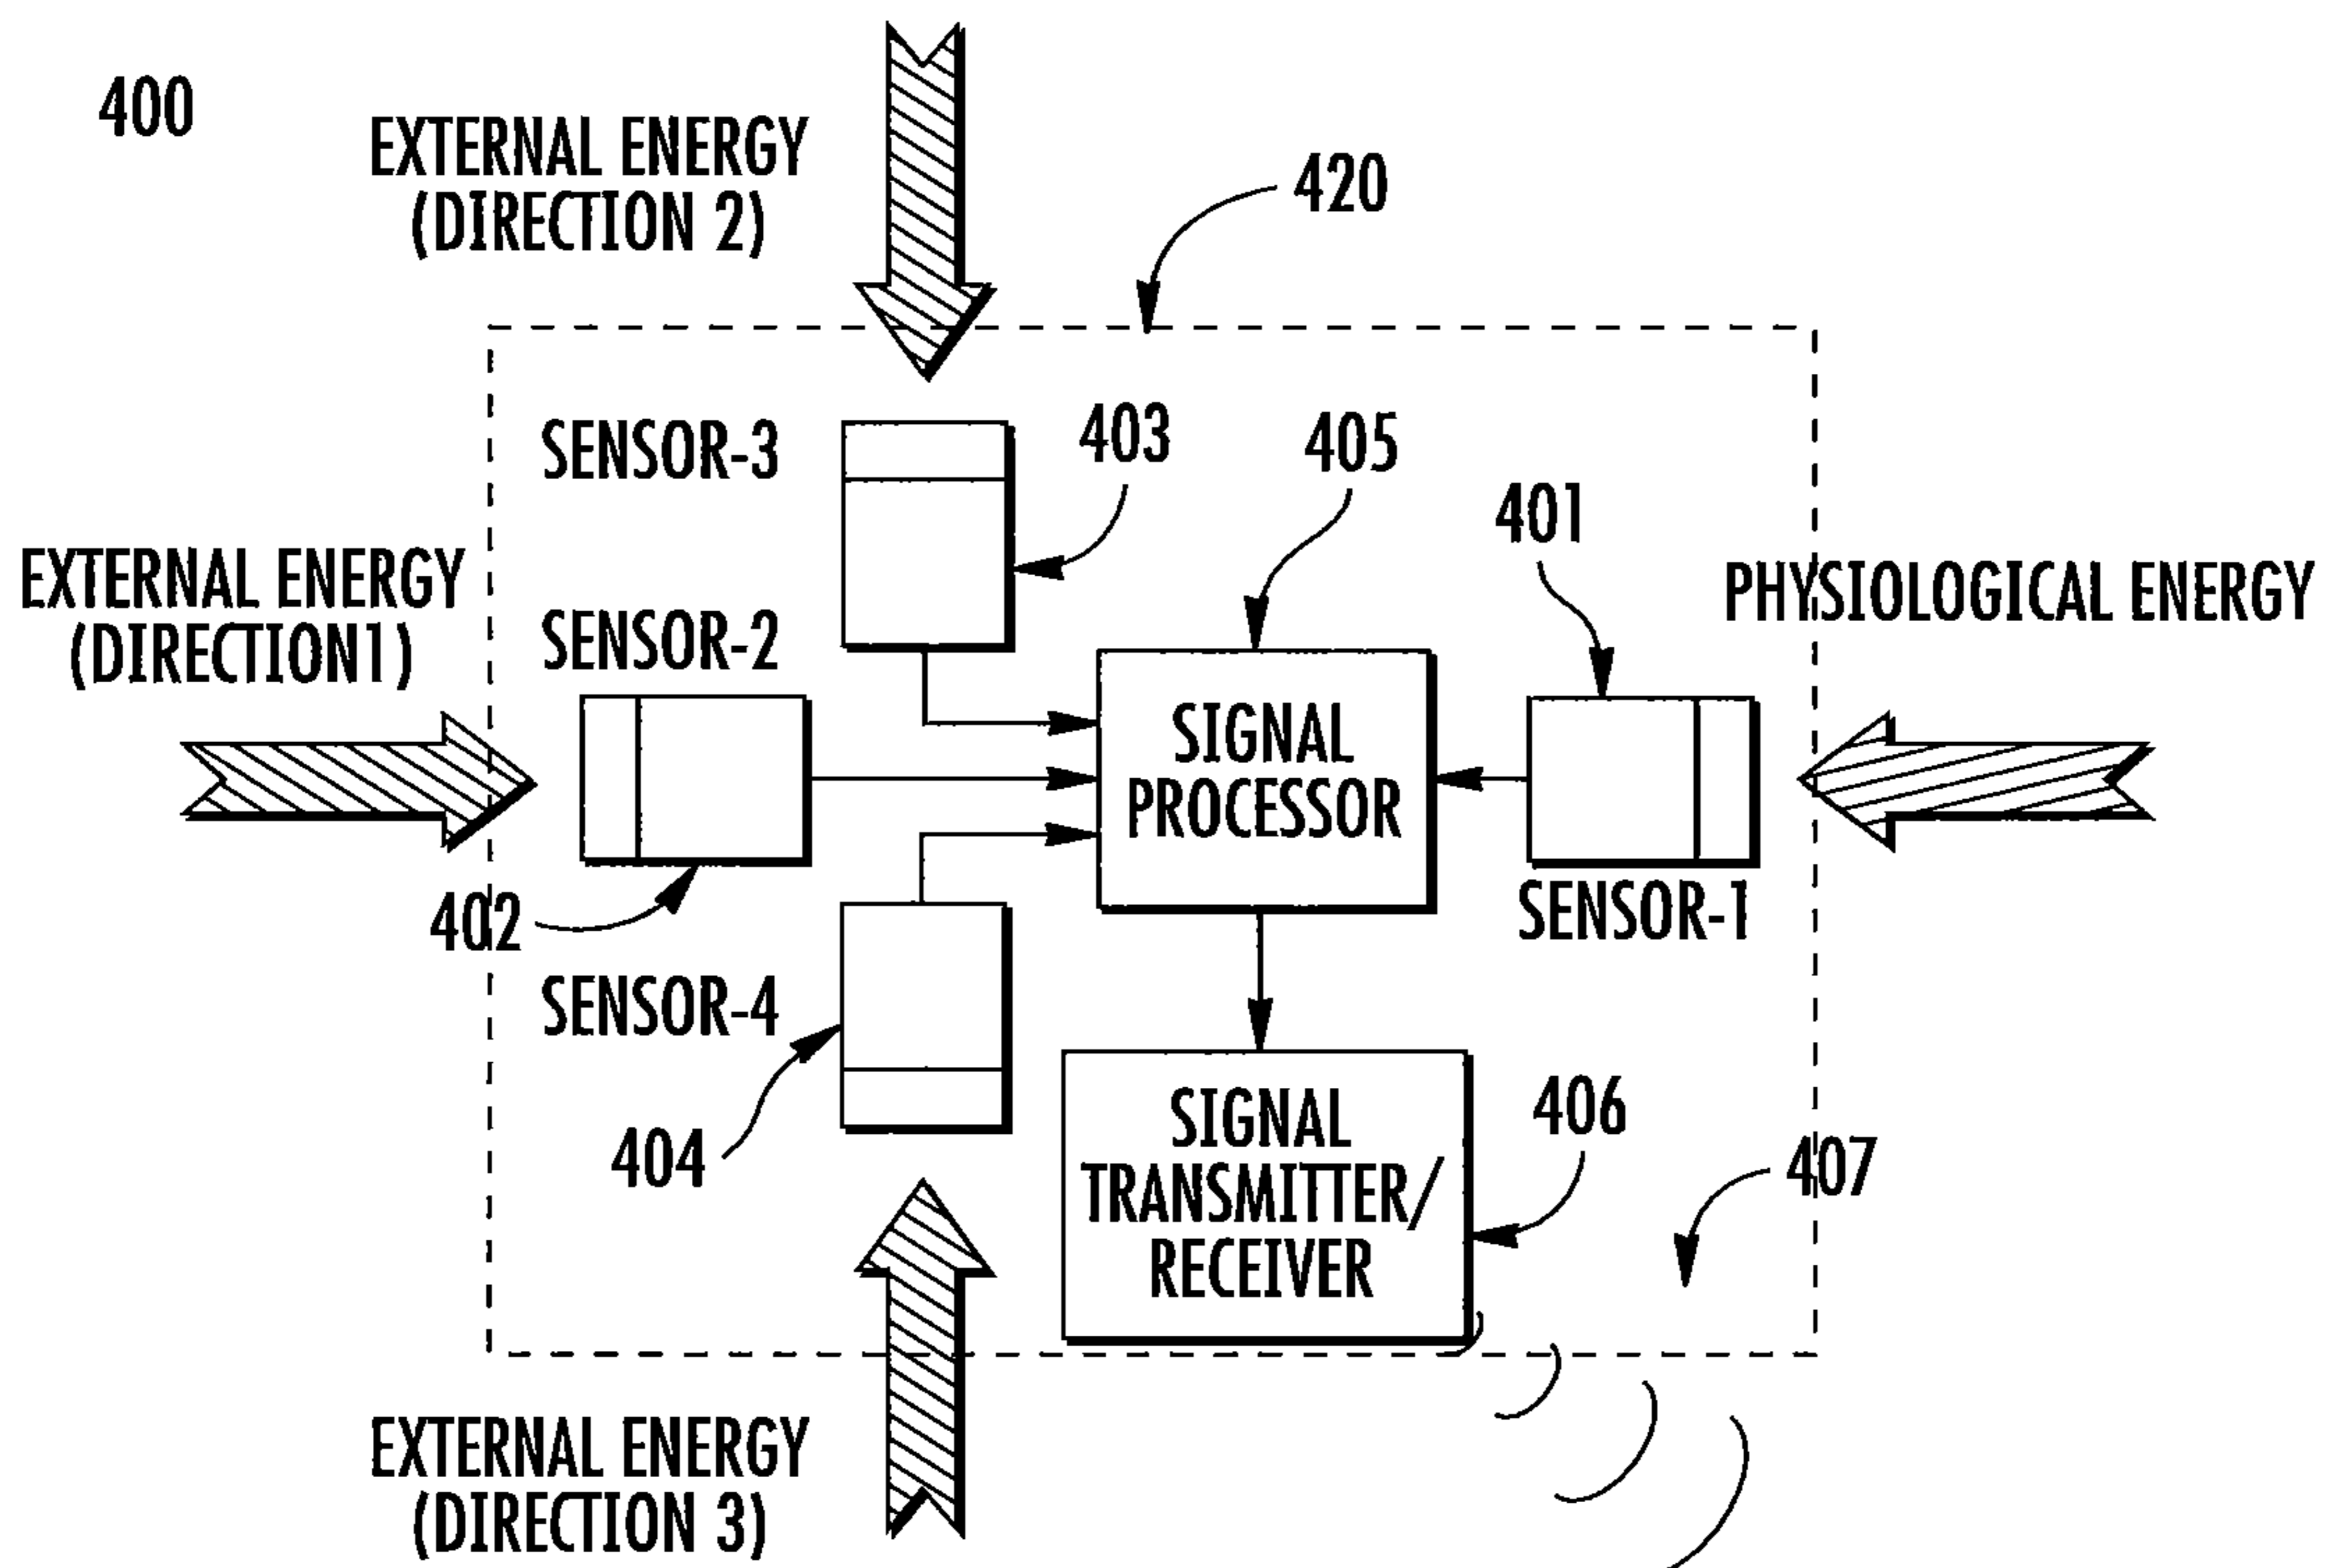 400
EXTERNAL ENERGY
(DIRECTION 2)
420
SENSOR-3
403
405
401
EXTERNAL ENERGY
(DIRECTION1)
SENSOR-2
PHYSIOLOGICAL ENERGY
SIGNAL
PROCESSOR
402
SENSOR-1
SENSOR-4
404
SIGNAL
TRANSMITTER/
RECEIVER
406
407
EXTERNAL ENERGY
(DIRECTION 3)